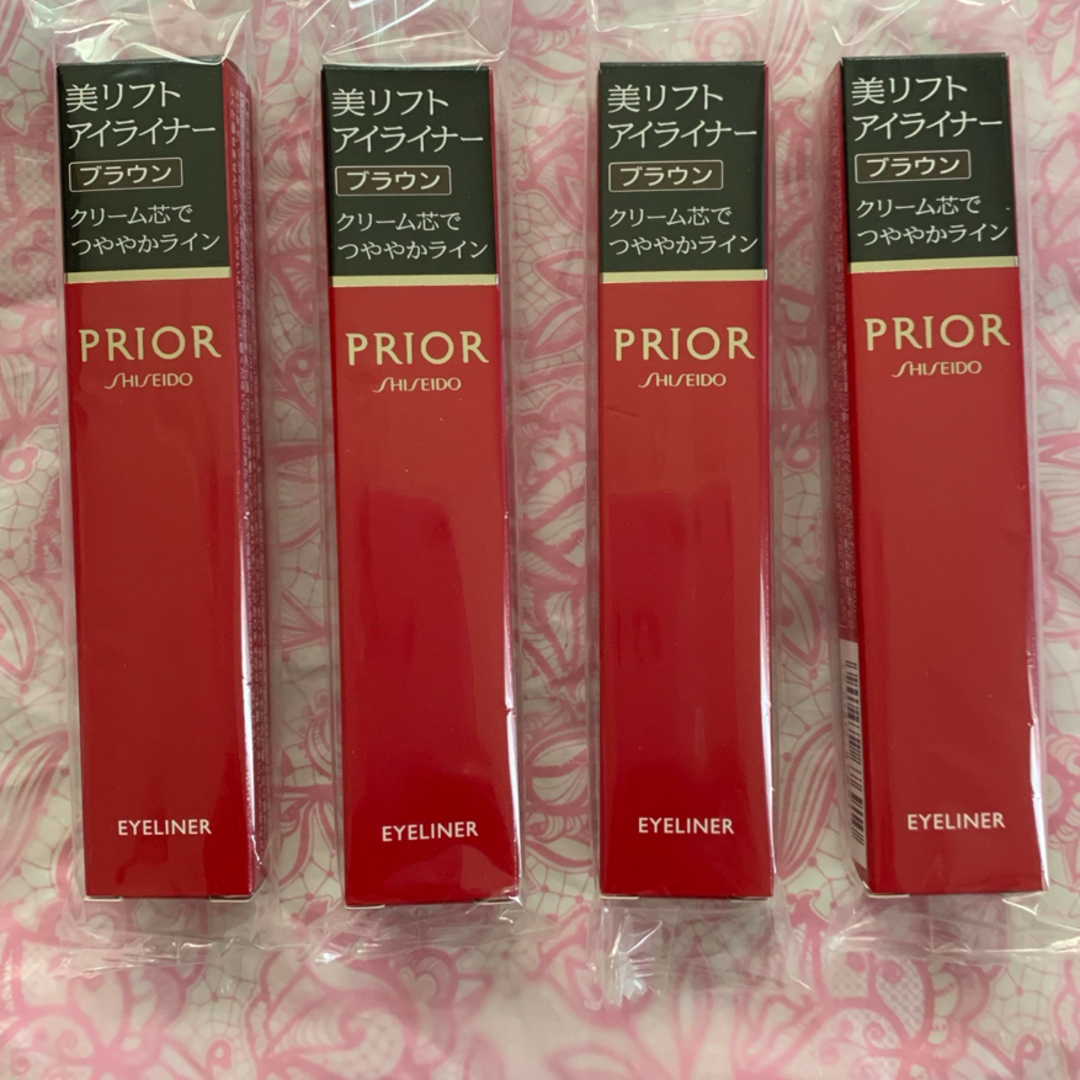 美リフト
アイライナー
ブラウン
クリーム芯で
つややかライン
PRIOR
SHISEIDO
EYELINER
美リフト
アイライナー
ブラウン
クリーム芯で
つややかライン
PRIOR
SHISEIDO
EYELINER
美リフト
アイライナー
ブラウン
クリーム芯で
つややかライン
PRIOR
SHISEIDO
EYELINER
美リフト
アイライナー
ブラウン
クリーム芯で
つややかライン
PRIOR
SHISEIDO
EYELINER